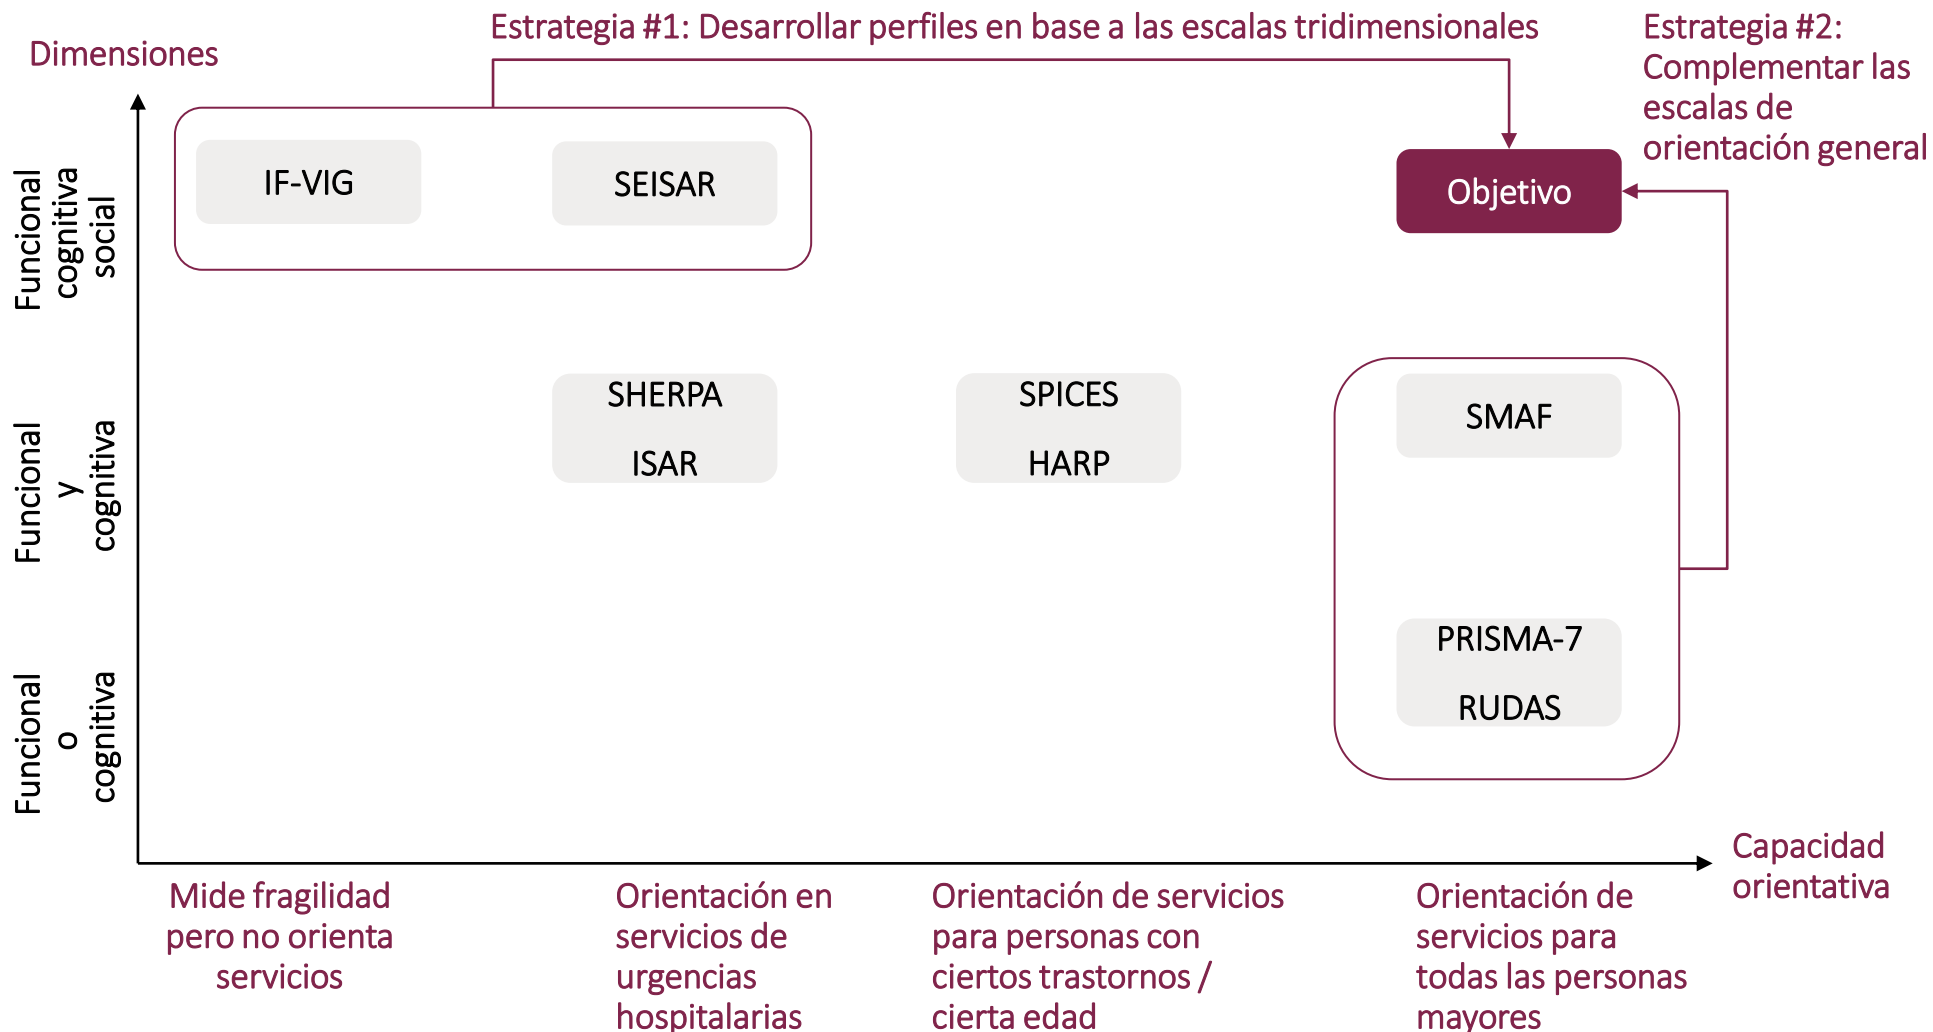 Estrategia #1: Desarrollar perfiles en base a las escalas tridimensionales
Estrategia #2:
Complementar las
escalas de
orientación general
Dimensiones
Funcional
cognitiva
social
IF-VIG
SEISAR
Objetivo
Funcional
y
cognitiva
SHERPA
ISAR
SPICES
HARP
SMAF
Funcional
o
cognitiva
PRISMA-7
RUDAS
Capacidad
orientativa
Mide fragilidad
pero no orienta
servicios
Orientación en
servicios de
urgencias
hospitalarias
Orientación de servicios
para personas con
ciertos trastornos /
cierta edad
Orientación de
servicios para
todas las personas
mayores